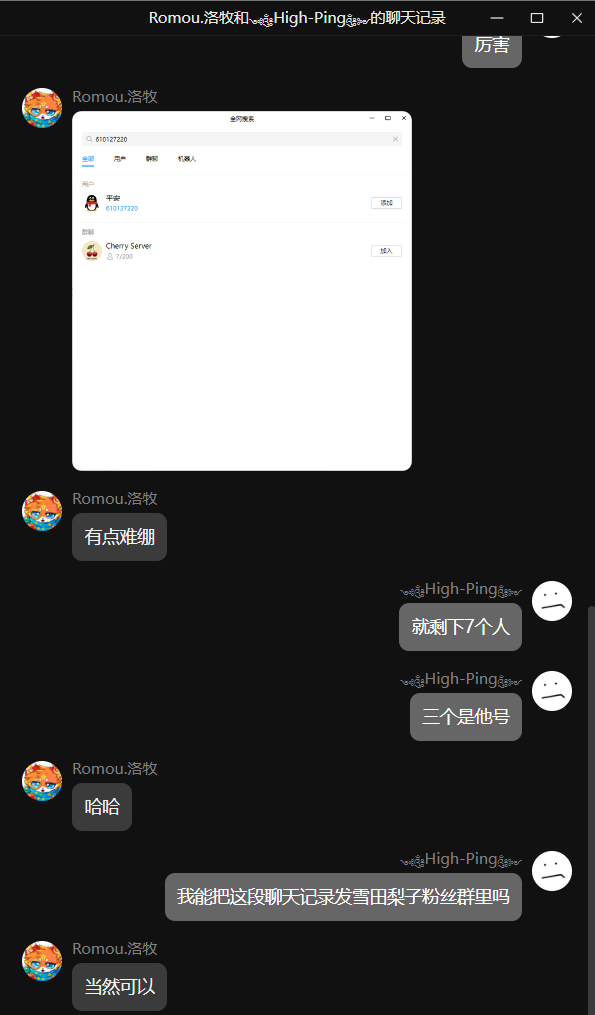 Romou.洛牧和High-Ping的聊天记录
厉害
Romou.洛牧
全网搜索
610127220
全部 用户 群聊 机器人
用户
平安
610127220
添加
群聊
Cherry Server
7/200
加入
Romou.洛牧
有点难绷
High-Ping
就剩下7个人
High-Ping
三个是他号
Romou.洛牧
哈哈
High-Ping
我能把这段聊天记录发雪田梨子粉丝群里吗
Romou.洛牧
当然可以